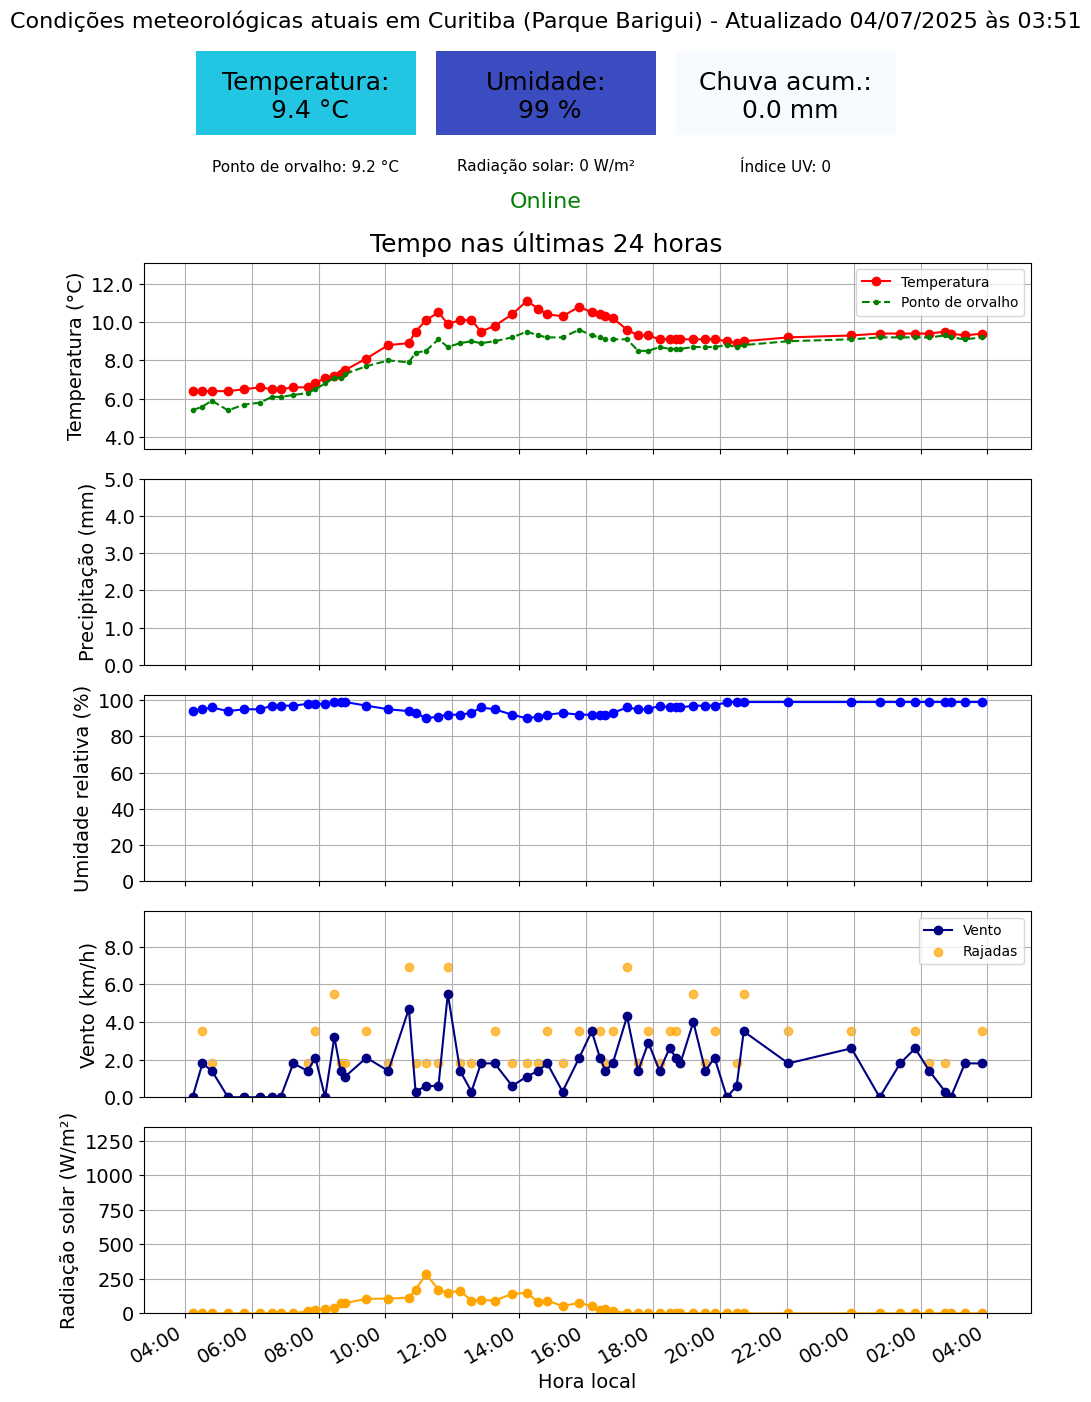 Condições meteorológicas atuais em Curitiba (Parque Barigui) - Atualizado 04/07/2025 às 03:51
Temperatura:
9.4 °C
Umidade:
99 %
Chuva acum.:
0.0 mm
Ponto de orvalho: 9.2 °C
Radiação solar: 0 W/m²
Índice UV: 0
Online
Tempo nas últimas 24 horas
Temperatura (°C)
12.0
10.0
8.0
6.0
4.0
Temperatura
Ponto de orvalho
Precipitação (mm)
5.0
4.0
3.0
2.0
1.0
0.0
Umidade relativa (%)
100
80
60
40
20
0
Vento (km/h)
8.0
6.0
4.0
2.0
0.0
Vento
Rajadas
Radiação solar (W/m²)
1250
1000
750
500
250
0
04:00
06:00
08:00
10:00
12:00
14:00
16:00
18:00
20:00
22:00
00:00
02:00
04:00
Hora local